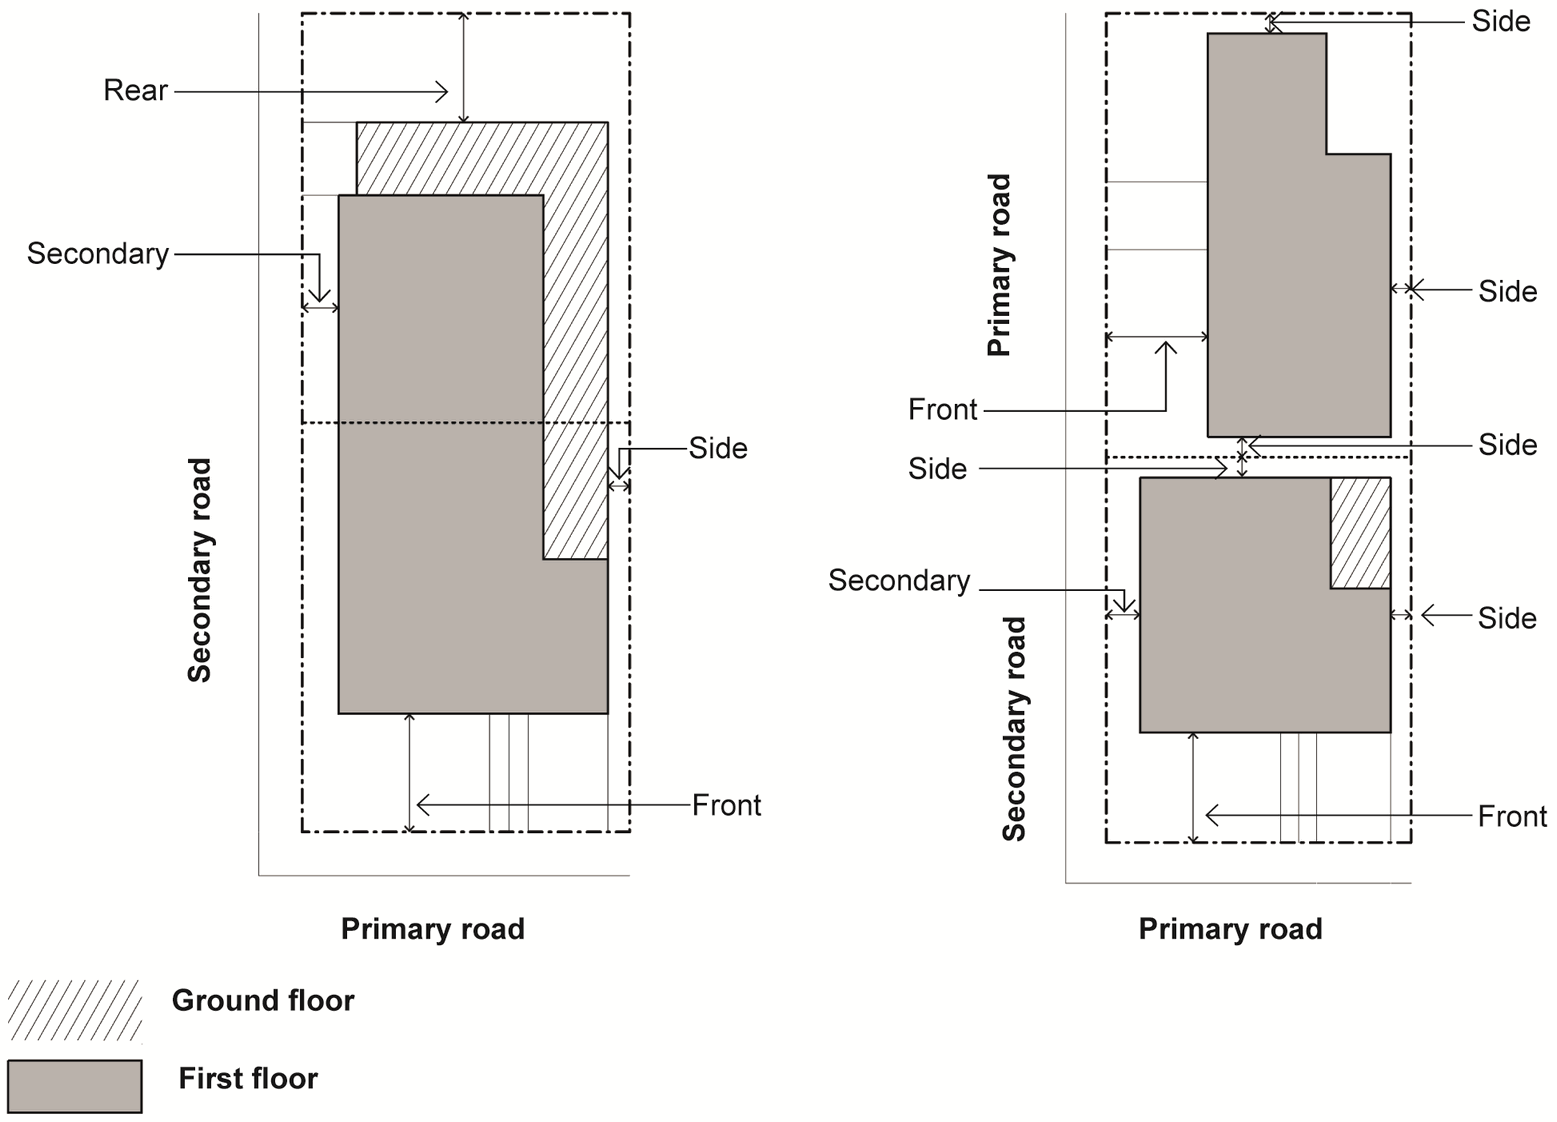 Rear
Secondary
Side
Secondary road
Front
Primary road
Side
Primary road
Side
Front
Side
Side
Secondary
Side
Secondary road
Front
Primary road
Ground floor
First floor